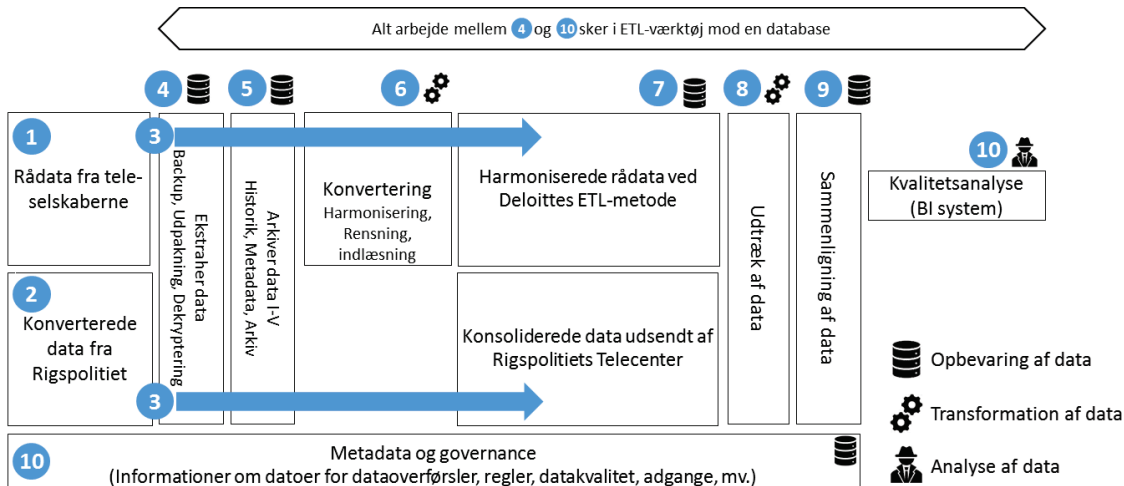 Alt arbejde mellem 4 og 10 sker i ETL-værktøj mod en database
4
5
6
7
8
9
10
1
Rådata fra tele-
selskaberne
3
2
Konverterede
data fra
Rigspolitiet
3
Ekstraher data
Backup, Udpakning, Dekryptering
Arkiver data I-V
Historik, Metadata, Arkiv
Konvertering
Harmonisering,
Rensning,
indlæsning
Harmoniserede rådata ved
Deloittes ETL-metode
Konsoliderede data udsendt af
Rigspolitiets Telecenter
Udtræk af data
Sammenligning af data
Kvalitetsanalyse
(BI system)
Opbevaring af data
Transformation af data
Analyse af data
10
Metadata og governance
(Informationer om datoer for dataoverførsler, regler, datakvalitet, adgange, mv.)